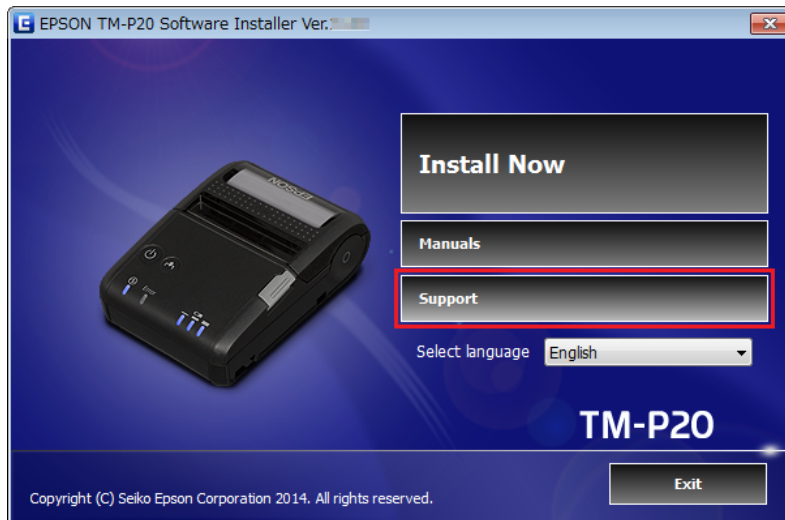 EPSON TM-P20 Software Installer Ver.
Install Now
EPSON
Manuals
Support
Error
Select language English
TM-P20
Exit
Copyright (C) Seiko Epson Corporation 2014. All rights reserved.